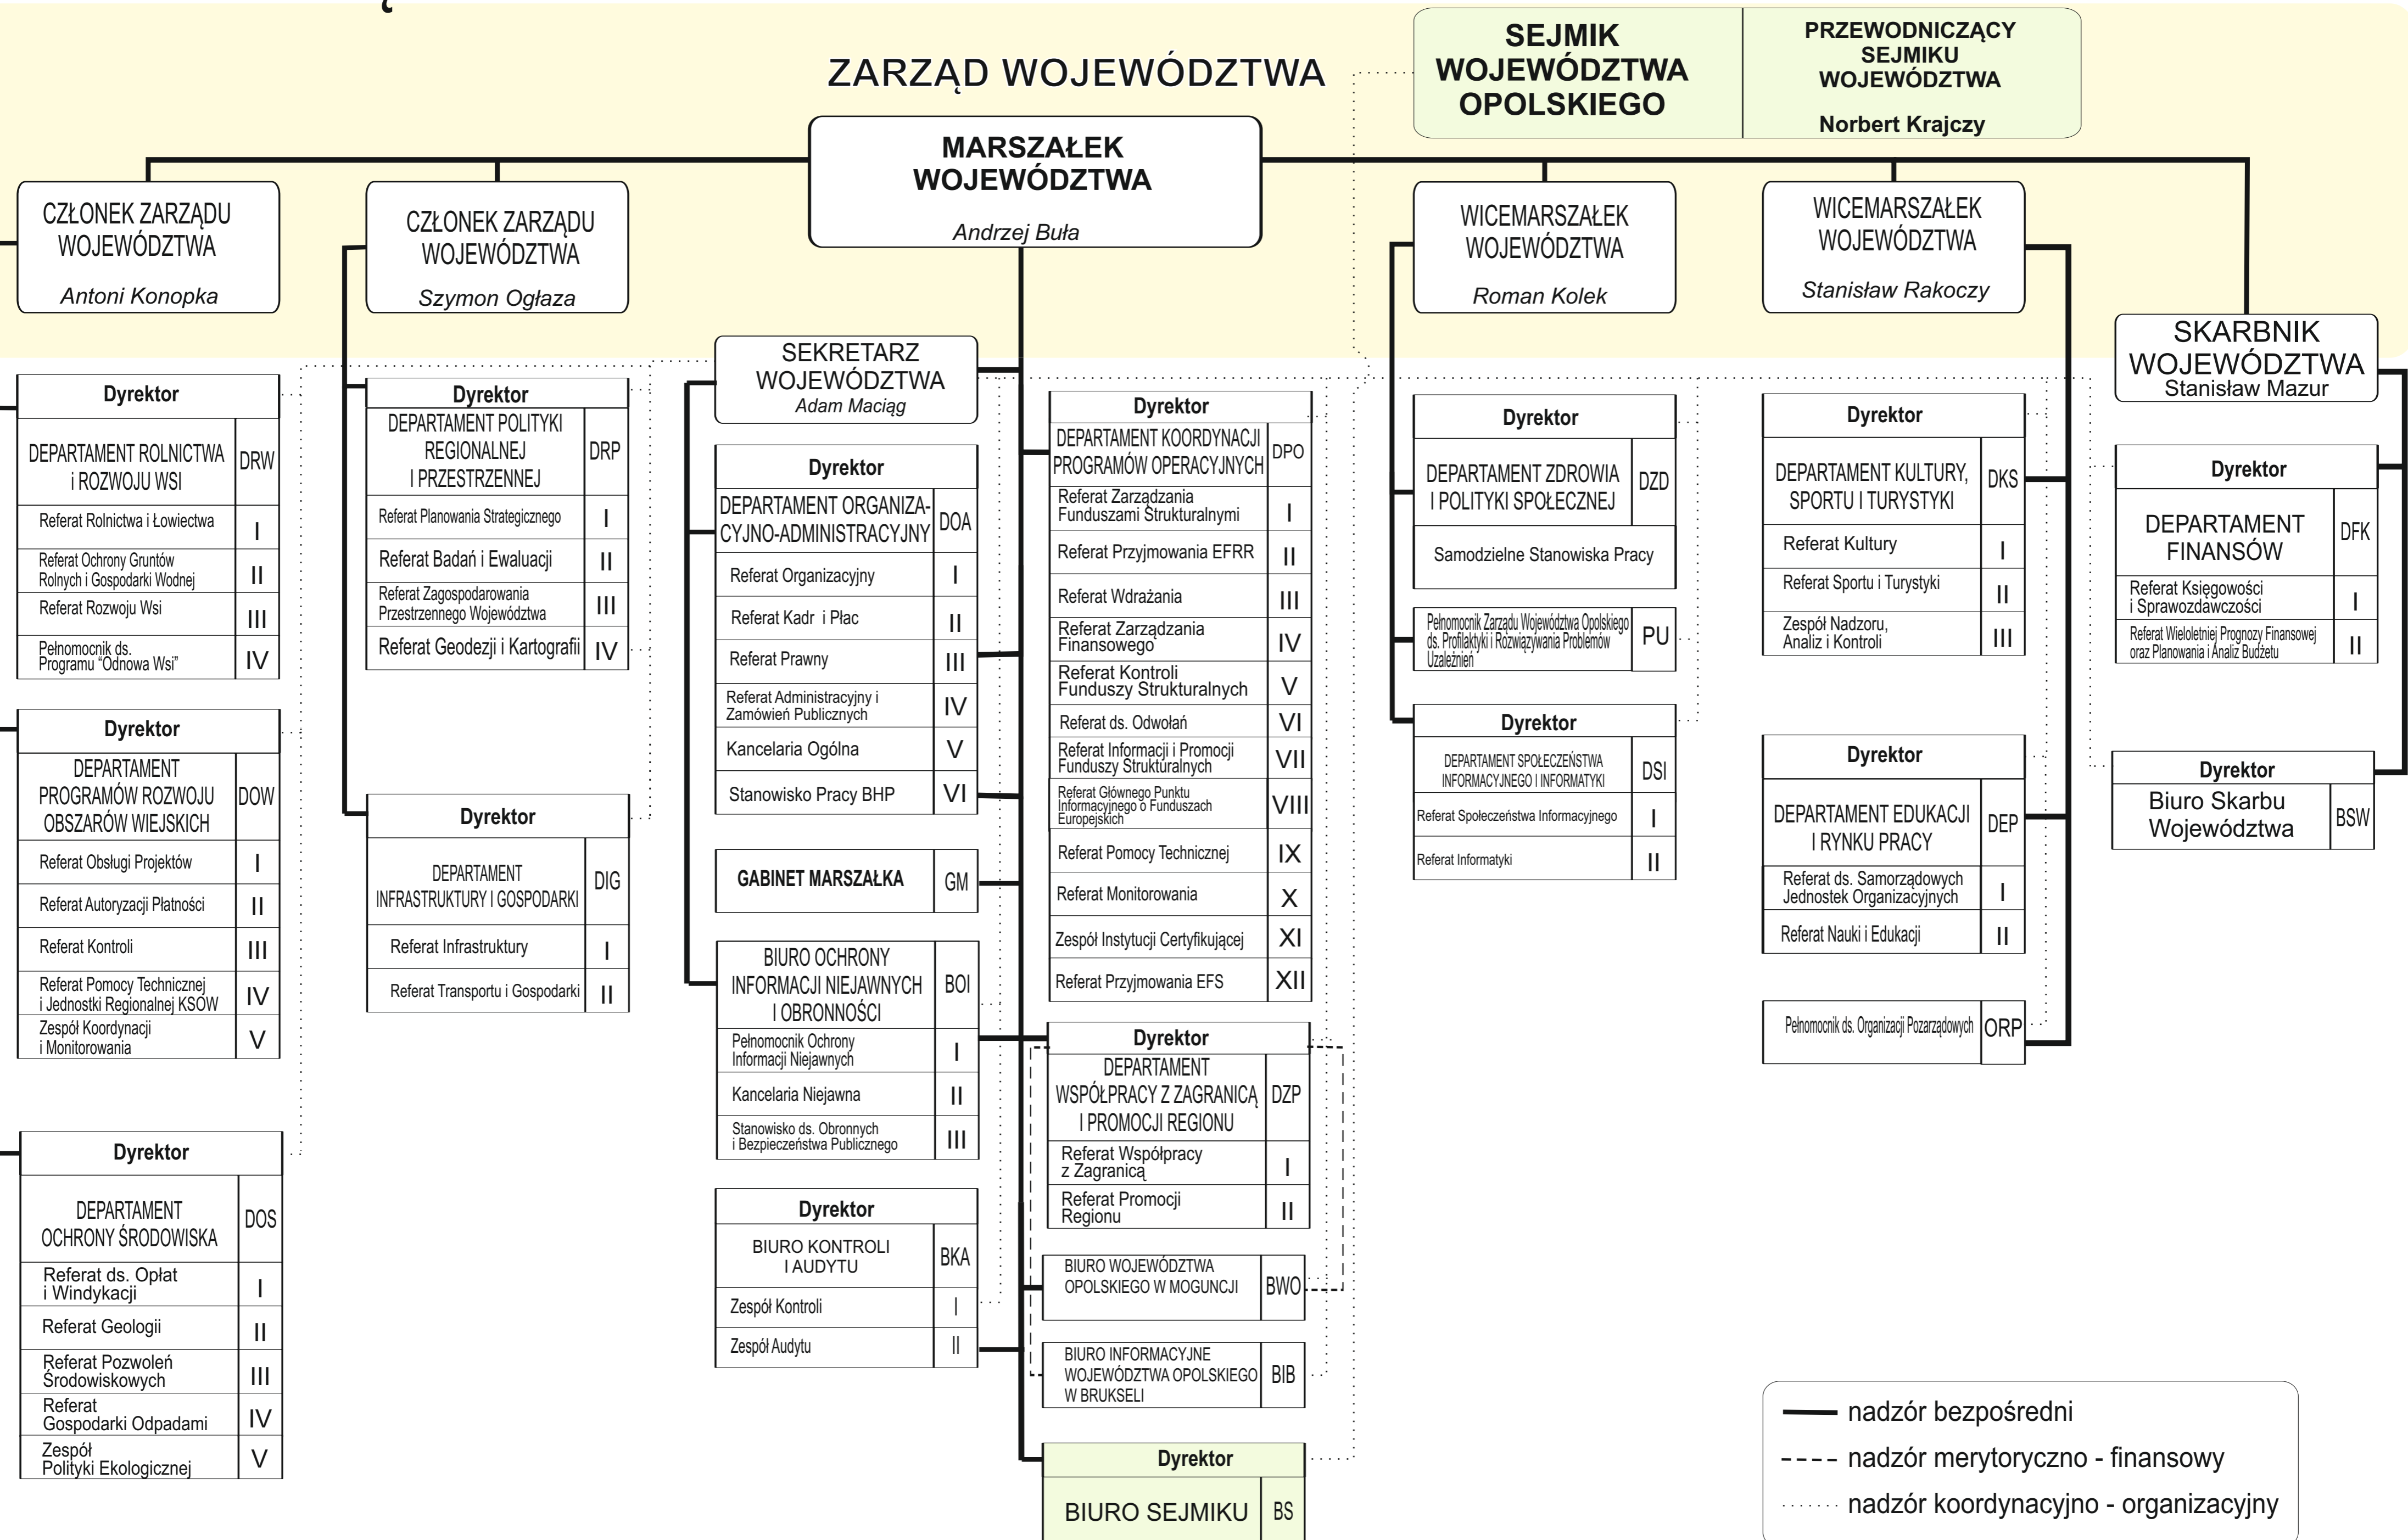 ZARZĄD WOJEWÓDZTWA
SEJMIK
WOJEWÓDZTWA
OPOLSKIEGO
PRZEWODNICZĄCY
SEJMIKU
WOJEWÓDZTWA
Norbert Krajczy
MARSZAŁEK
WOJEWÓDZTWA
Andrzej Buła
CZŁONEK ZARZĄDU
WOJEWÓDZTWA
Antoni Konopka
CZŁONEK ZARZĄDU
WOJEWÓDZTWA
Szymon Ogłaza
WICEMARSZAŁEK
WOJEWÓDZTWA
Roman Kolek
WICEMARSZAŁEK
WOJEWÓDZTWA
Stanisław Rakoczy
SKARBNIK
WOJEWÓDZTWA
Stanisław Mazur
SEKRETARZ
WOJEWÓDZTWA
Adam Maciąg
Dyrektor
DEPARTAMENT ROLNICTWA
i ROZWOJU WSI
DRW
Referat Rolnictwa i Łowiectwa
I
Referat Ochrony Gruntów
Rolnych i Gospodarki Wodnej
II
Referat Rozwoju Wsi
III
Pełnomocnik ds.
Programu “Odnowa Wsi”
IV
Dyrektor
DEPARTAMENT
PROGRAMÓW ROZWOJU
OBSZARÓW WIEJSKICH
DOW
Referat Obsługi Projektów
I
Referat Autoryzacji Płatności
II
Referat Kontroli
III
Referat Pomocy Technicznej
i Jednostki Regionalnej KSOW
IV
Zespół Koordynacji
i Monitorowania
V
Dyrektor
DEPARTAMENT
OCHRONY ŚRODOWISKA
DOS
Referat ds. Opłat
i Windykacji
I
Referat Geologii
II
Referat Pozwoleń
Środowiskowych
III
Referat
Gospodarki Odpadami
IV
Zespół
Polityki Ekologicznej
V
Dyrektor
DEPARTAMENT POLITYKI
REGIONALNEJ
I PRZESTRZENNEJ
DRP
Referat Planowania Strategicznego
I
Referat Badań i Ewaluacji
II
Referat Zagospodarowania
Przestrzennego Województwa
III
Referat Geodezji i Kartografii
IV
Dyrektor
DEPARTAMENT
INFRASTRUKTURY I GOSPODARKI
DIG
Referat Infrastruktury
I
Referat Transportu i Gospodarki
II
Dyrektor
DEPARTAMENT ORGANIZA-
CYJNO-ADMINISTRACYJNY
DOA
Referat Organizacyjny
I
Referat Kadr i Płac
II
Referat Prawny
III
Referat Administracyjny i
Zamówień Publicznych
IV
Kancelaria Ogólna
V
Stanowisko Pracy BHP
VI
GABINET MARSZAŁKA
GM
BIURO OCHRONY
INFORMACJI NIEJAWNYCH
I OBRONNOŚCI
BOI
Pełnomocnik Ochrony
Informacji Niejawnych
I
Kancelaria Niejawna
II
Stanowisko ds. Obronnych
i Bezpieczeństwa Publicznego
III
Dyrektor
BIURO KONTROLI
I AUDYTU
BKA
Zespół Kontroli
I
Zespół Audytu
II
Dyrektor
DEPARTAMENT KOORDYNACJI
PROGRAMÓW OPERACYJNYCH
DPO
Referat Zarządzania
Funduszami Strukturalnymi
I
Referat Przyjmowania EFRR
II
Referat Wdrażania
III
Referat Zarządzania
Finansowego
IV
Referat Kontroli
Funduszy Strukturalnych
V
Referat ds. Odwołań
VI
Referat Informacji i Promocji
Funduszy Strukturalnych
VII
Referat Głównego Punktu
Informacyjnego o Funduszach
Europejskich
VIII
Referat Pomocy Technicznej
IX
Referat Monitorowania
X
Zespół Instytucji Certyfikującej
XI
Referat Przyjmowania EFS
XII
Dyrektor
DEPARTAMENT
WSPÓŁPRACY Z ZAGRANICĄ
I PROMOCJI REGIONU
DZP
Referat Współpracy
z Zagranicą
I
Referat Promocji
Regionu
II
BIURO WOJEWÓDZTWA
OPOLSKIEGO W MOGUNCJI
BWO
BIURO INFORMACYJNE
WOJEWÓDZTWA OPOLSKIEGO
W BRUKSELI
BIB
Dyrektor
BIURO SEJMIKU
BS
Dyrektor
DEPARTAMENT ZDROWIA
I POLITYKI SPOŁECZNEJ
DZD
Samodzielne Stanowiska Pracy
Pełnomocnik Zarządu Województwa Opolskiego
ds. Profilaktyki i Rozwiązywania Problemów
Uzależnień
PU
Dyrektor
DEPARTAMENT SPOŁECZEŃSTWA
INFORMACYJNEGO I INFORMATYKI
DSI
Referat Społeczeństwa Informacyjnego
I
Referat Informatyki
II
Dyrektor
DEPARTAMENT KULTURY,
SPORTU I TURYSTYKI
DKS
Referat Kultury
I
Referat Sportu i Turystyki
II
Zespół Nadzoru,
Analiz i Kontroli
III
Dyrektor
DEPARTAMENT EDUKACJI
I RYNKU PRACY
DEP
Referat ds. Samorządowych
Jednostek Organizacyjnych
I
Referat Nauki i Edukacji
II
Pełnomocnik ds. Organizacji Pozarządowych
ORP
Dyrektor
DEPARTAMENT
FINANSÓW
DFK
Referat Księgowości
i Sprawozdawczości
I
Referat Wieloletniej Prognozy Finansowej
oraz Planowania i Analiz Budżetu
II
Dyrektor
Biuro Skarbu
Województwa
BSW
nadzór bezpośredni
nadzór merytoryczno - finansowy
nadzór koordynacyjno - organizacyjny